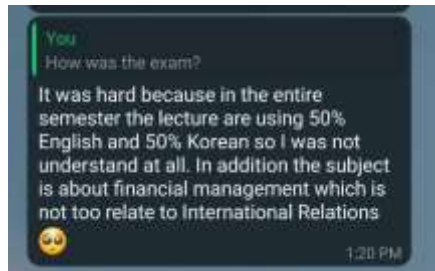 You
How was the exam?
It was hard because in the entire
semester the lecture are using 50%
English and 50% Korean so I was not
understand at all. In addition the subject
is about financial management which is
not too relate to International Relations
🥺
1:20 PM